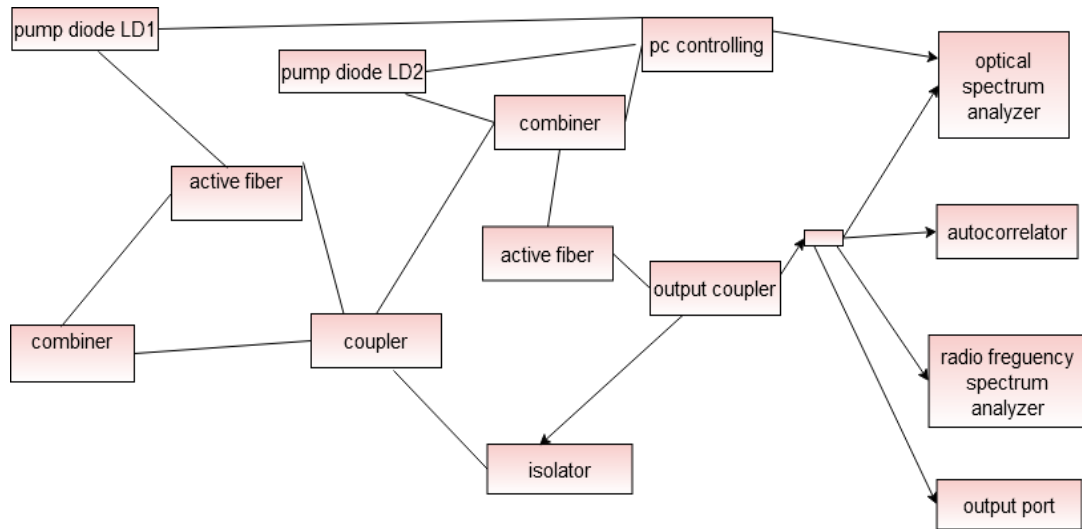 pump diode LD1
pc controlling
pump diode LD2
optical
spectrum
analyzer
combiner
active fiber
autocorrelator
active fiber
output coupler
combiner
coupler
radio freguency
spectrum
analyzer
isolator
output port